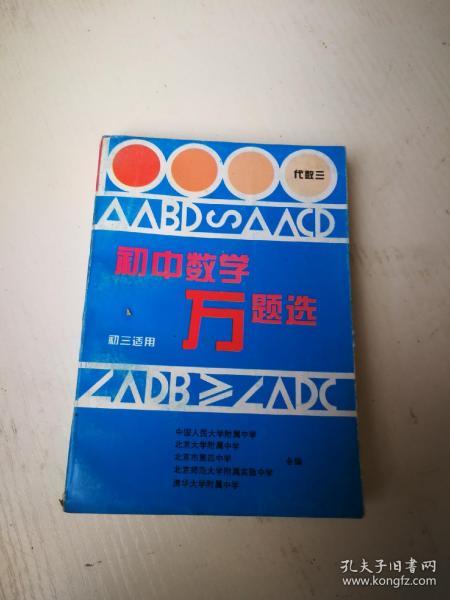 代数三
△ABD∽△ACD
初中数学
万题选
初三适用
∠ADB≥∠ADC
中国人民大学附属中学
北京大学附属中学
北京市第四中学
北京师范大学附属实验中学
清华大学附属中学
合编
孔夫子旧书网
www.kongfz.com